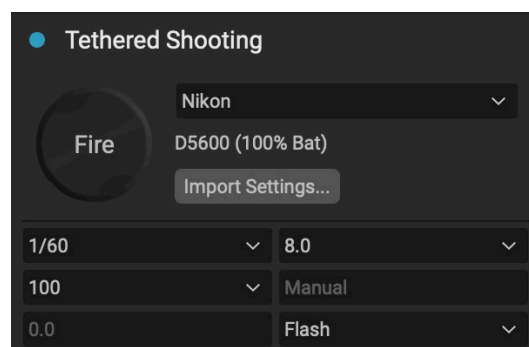 Tethered Shooting
Nikon
Fire
D5600 (100% Bat)
Import Settings...
1/60 8.0
100 Manual
0.0 Flash